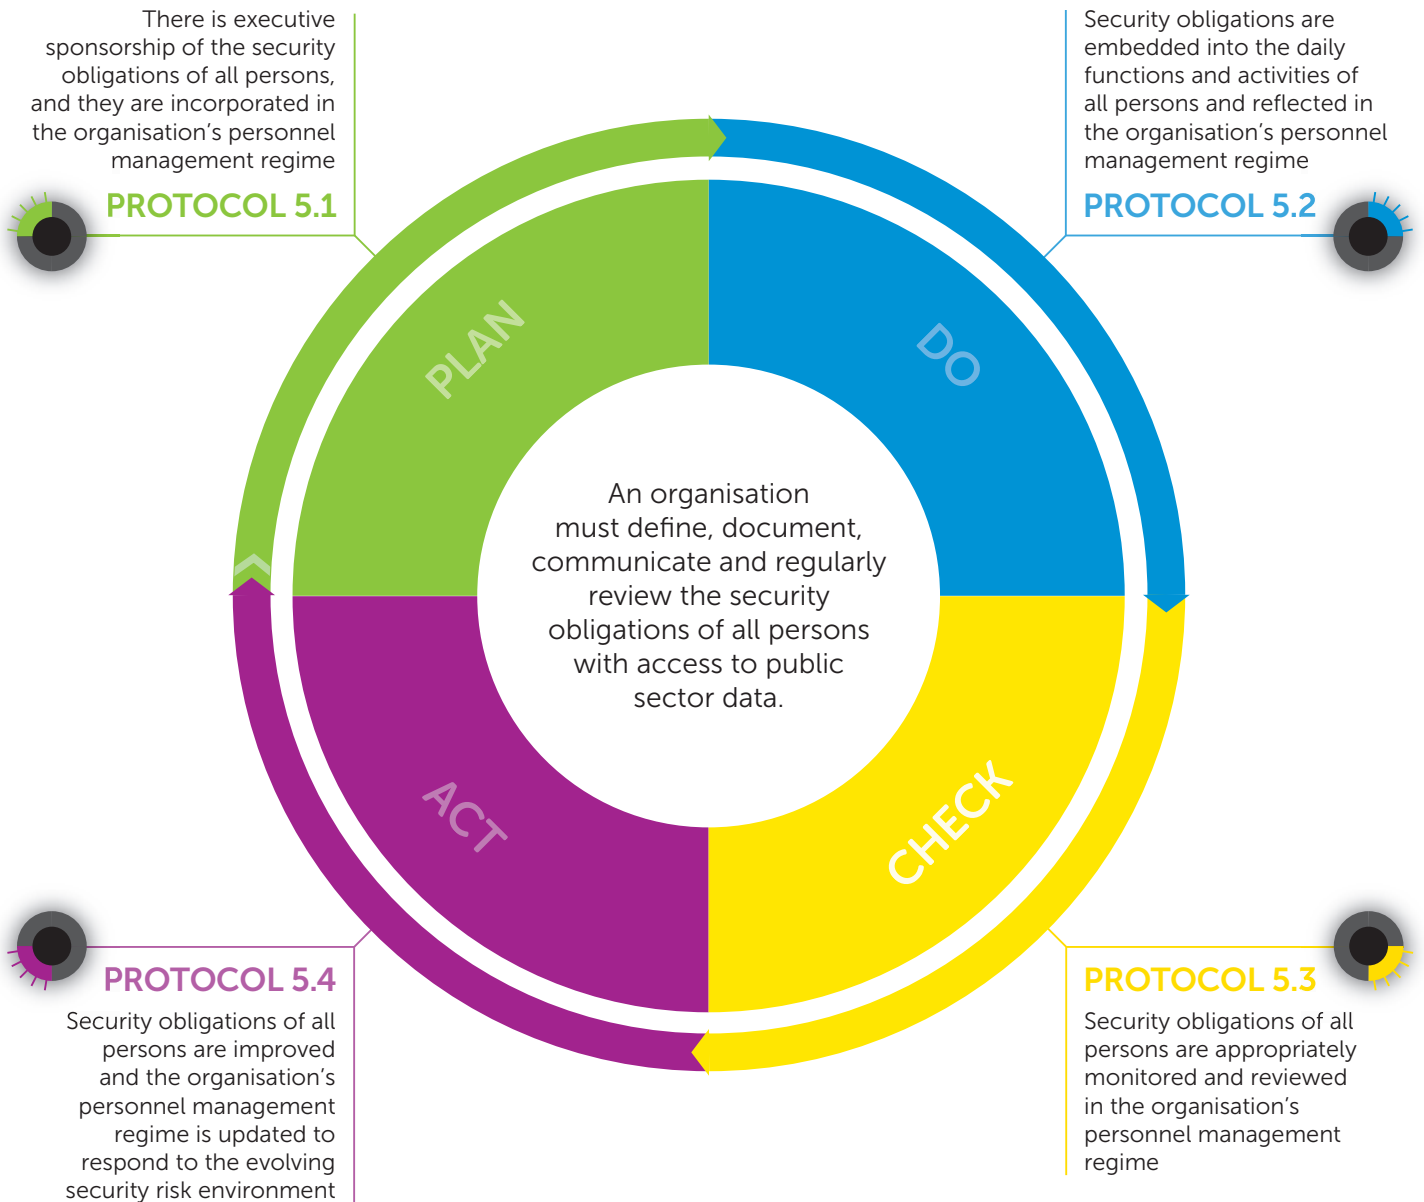 There is executive
sponsorship of the security
obligations of all persons,
and they are incorporated in
the organisation’s personnel
management regime
PROTOCOL 5.1
Security obligations are
embedded into the daily
functions and activities of
all persons and reflected in
the organisation’s personnel
management regime
PROTOCOL 5.2
PLAN
DO
An organisation
must define, document,
communicate and regularly
review the security
obligations of all persons
with access to public
sector data.
ACT
CHECK
PROTOCOL 5.4
Security obligations of all
persons are improved
and the organisation’s
personnel management
regime is updated to
respond to the evolving
security risk environment
PROTOCOL 5.3
Security obligations of all
persons are appropriately
monitored and reviewed
in the organisation’s
personnel management
regime